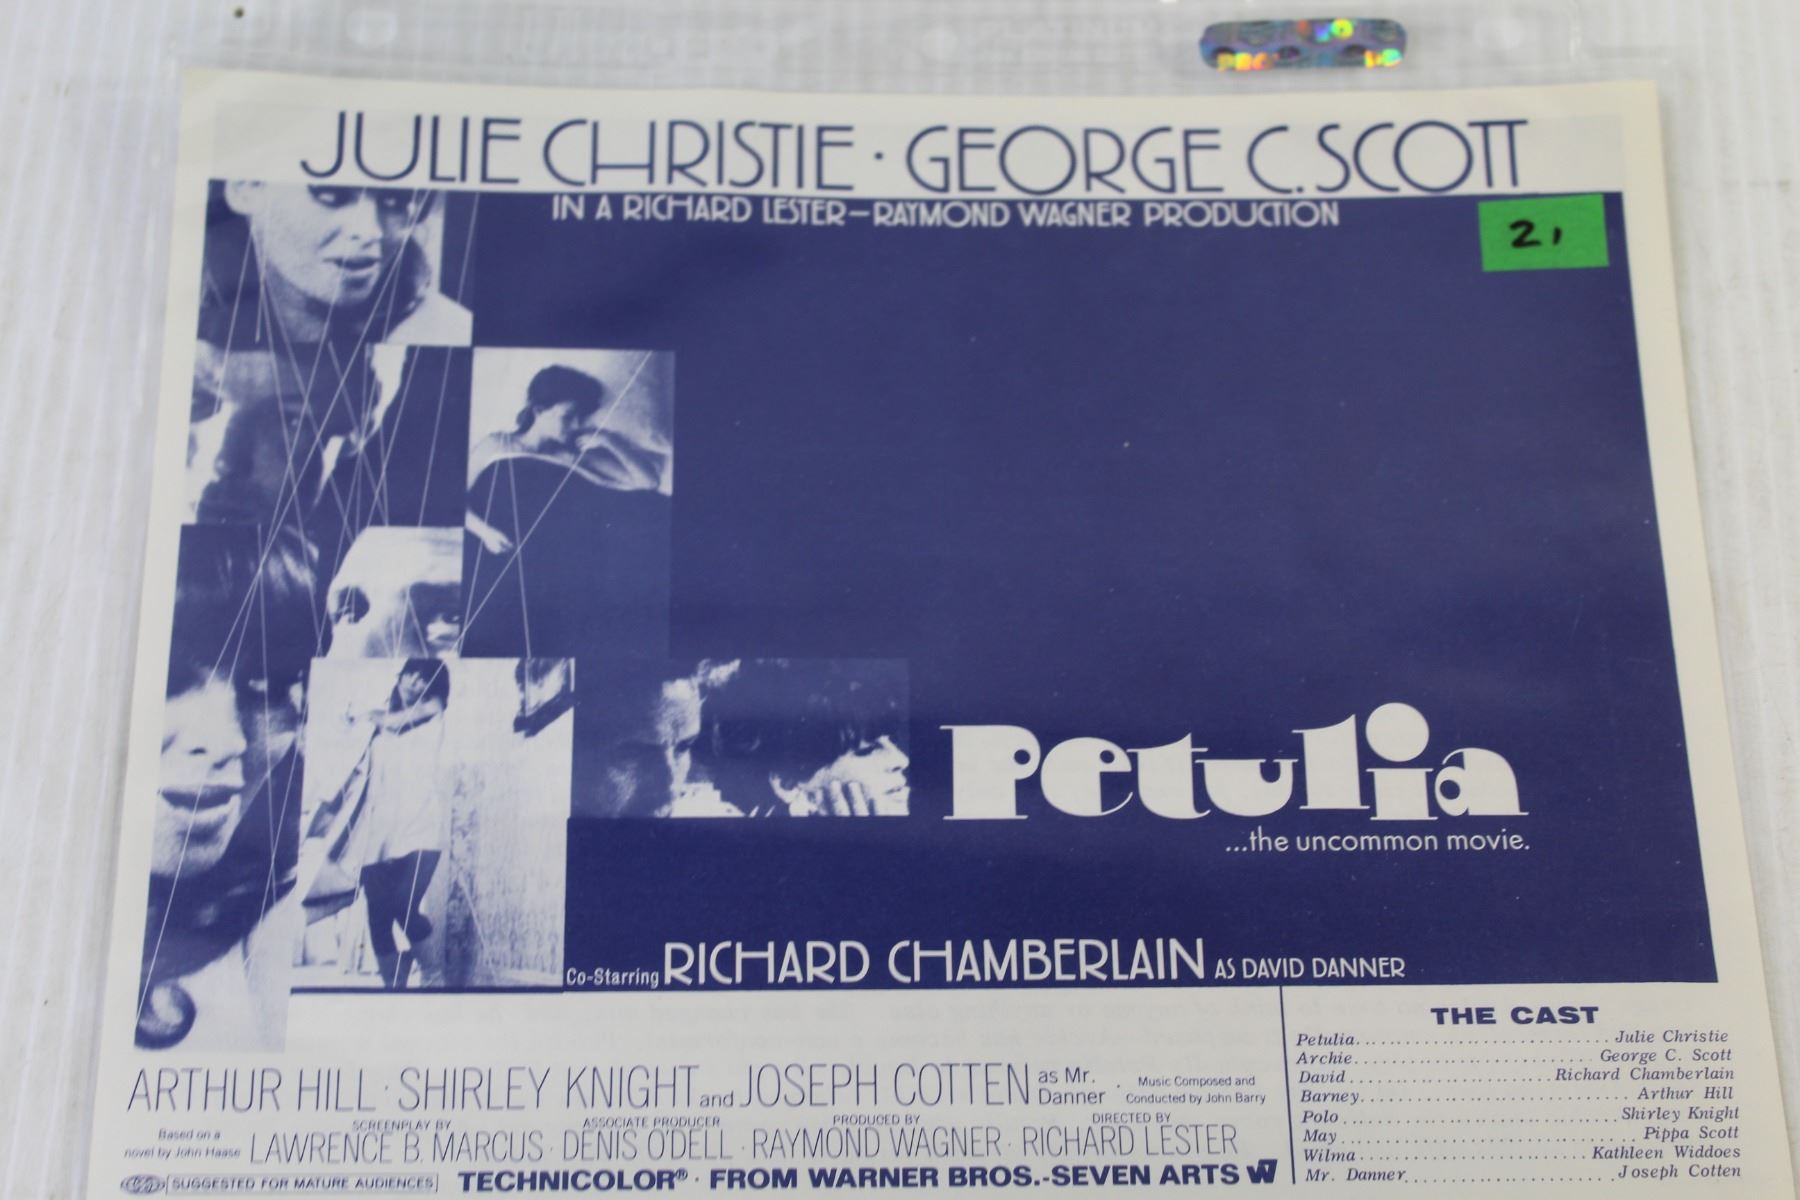 JULIE CHRISTIE · GEORGE C. SCOTT
IN A RICHARD LESTER—RAYMOND WAGNER PRODUCTION
2,
Petulia
...the uncommon movie.
Co-Starring RICHARD CHAMBERLAIN AS DAVID DANNER
ARTHUR HILL · SHIRLEY KNIGHT and JOSEPH COTTEN as Mr. Danner · Music Composed and Conducted by John Barry
Based on a novel by John Haase
SCREENPLAY BY LAWRENCE B. MARCUS · ASSOCIATE PRODUCER DENIS O'DELL · PRODUCED BY RAYMOND WAGNER · DIRECTED BY RICHARD LESTER
SUGGESTED FOR MATURE AUDIENCES TECHNICOLOR® · FROM WARNER BROS.-SEVEN ARTS W7
THE CAST
Petulia.............................Julie Christie
Archie...........................George C. Scott
David......................Richard Chamberlain
Barney...............................Arthur Hill
Polo................................Shirley Knight
May..................................Pippa Scott
Wilma.........................Kathleen Widdoes
Mr. Danner.......................Joseph Cotten